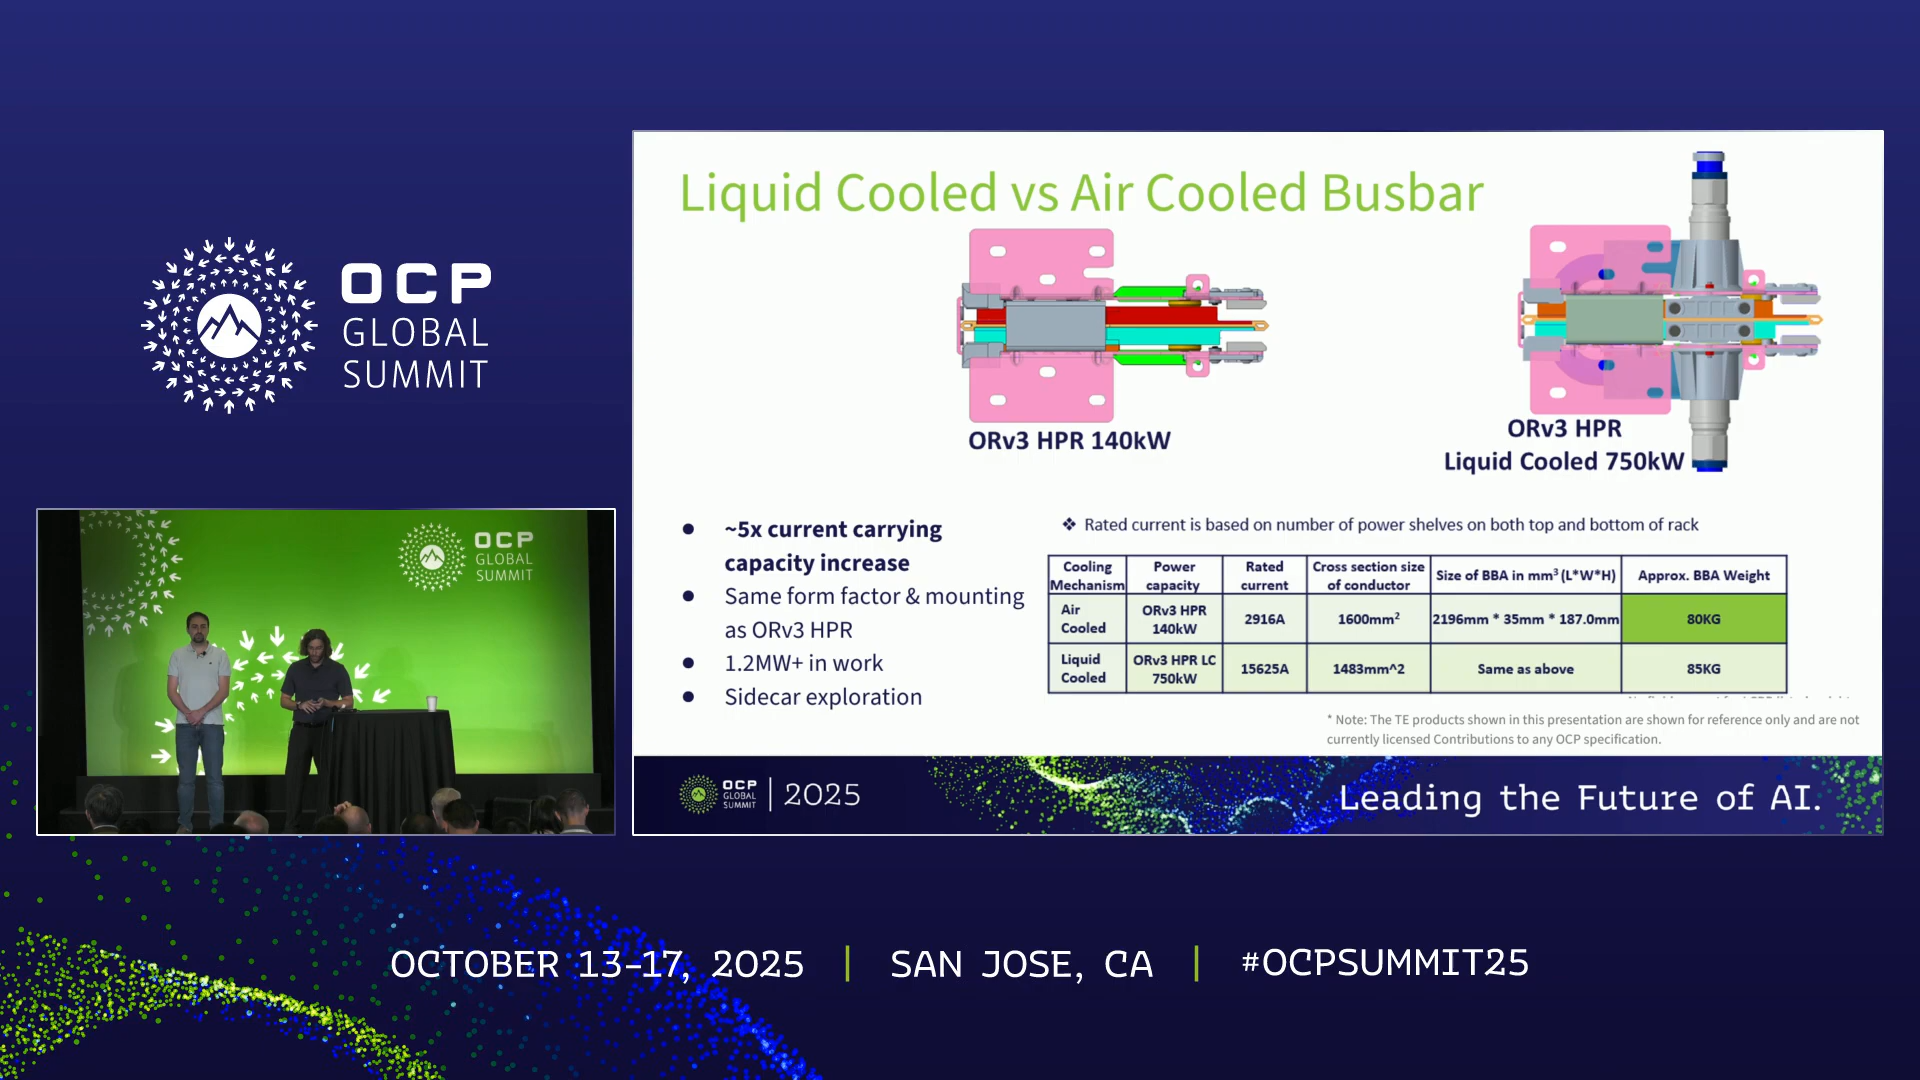 OCP
GLOBAL
SUMMIT
OCP
GLOBAL
SUMMIT
Liquid Cooled vs Air Cooled Busbar
ORv3 HPR 140kW
ORv3 HPR
Liquid Cooled 750kW
● ~5x current carrying
capacity increase
● Same form factor & mounting
as ORv3 HPR
● 1.2MW+ in work
● Sidecar exploration
❖ Rated current is based on number of power shelves on both top and bottom of rack
Cooling Mechanism Power capacity Rated current Cross section size of conductor Size of BBA in mm³ (L*W*H) Approx. BBA Weight
Air Cooled ORv3 HPR 140kW 2916A 1600mm² 2196mm * 35mm * 187.0mm 80KG
Liquid Cooled ORv3 HPR LC 750kW 15625A 1483mm^2 Same as above 85KG
* Note: The TE products shown in this presentation are shown for reference only and are not
currently licensed Contributions to any OCP specification.
OCP
GLOBAL
SUMMIT
2025
Leading the Future of AI.
OCTOBER 13-17, 2025 | SAN JOSE, CA | #OCPSUMMIT25